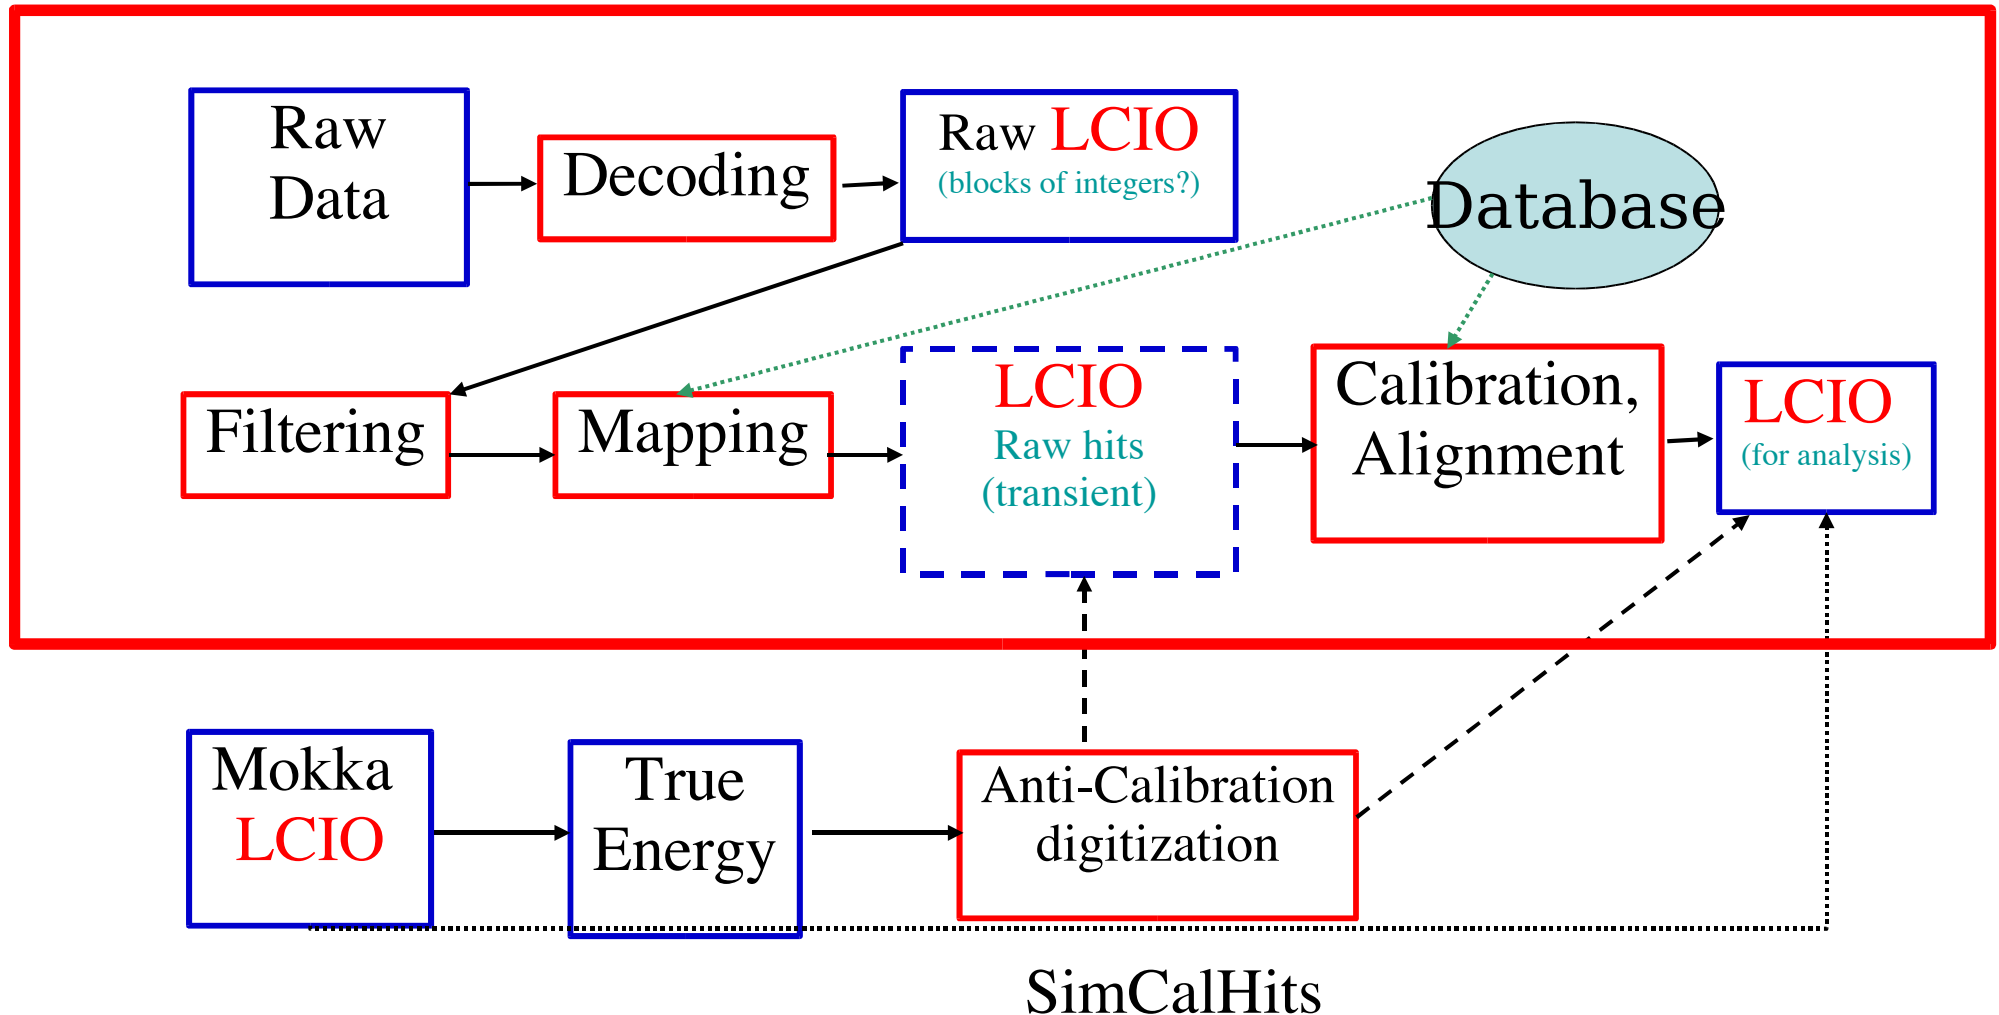 Raw
Data
Decoding
Raw LCIO
(blocks of integers?)
Database
Filtering
Mapping
LCIO
Raw hits
(transient)
Calibration,
Alignment
LCIO
(for analysis)
Mokka
LCIO
True
Energy
Anti-Calibration
digitization
SimCalHits